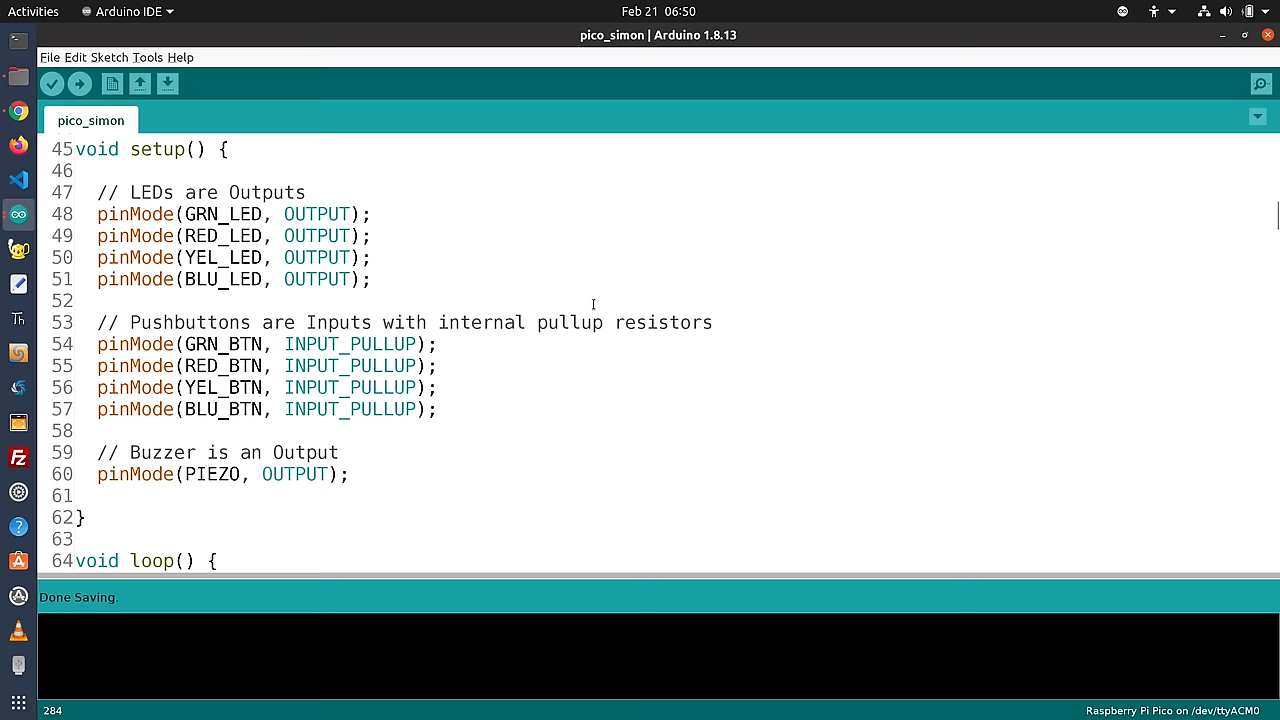 Activities Arduino IDE Feb 21 06:50
pico_simon | Arduino 1.8.13
File Edit Sketch Tools Help
pico_simon
45 void setup() {
46
47 // LEDs are Outputs
48 pinMode(GRN_LED, OUTPUT);
49 pinMode(RED_LED, OUTPUT);
50 pinMode(YEL_LED, OUTPUT);
51 pinMode(BLU_LED, OUTPUT);
52
53 // Pushbuttons are Inputs with internal pullup resistors
54 pinMode(GRN_BTN, INPUT_PULLUP);
55 pinMode(RED_BTN, INPUT_PULLUP);
56 pinMode(YEL_BTN, INPUT_PULLUP);
57 pinMode(BLU_BTN, INPUT_PULLUP);
58
59 // Buzzer is an Output
60 pinMode(PIEZO, OUTPUT);
61
62 }
63
64 void loop() {
Done Saving.
284 Raspberry Pi Pico on /dev/ttyACM0
Th
FZ